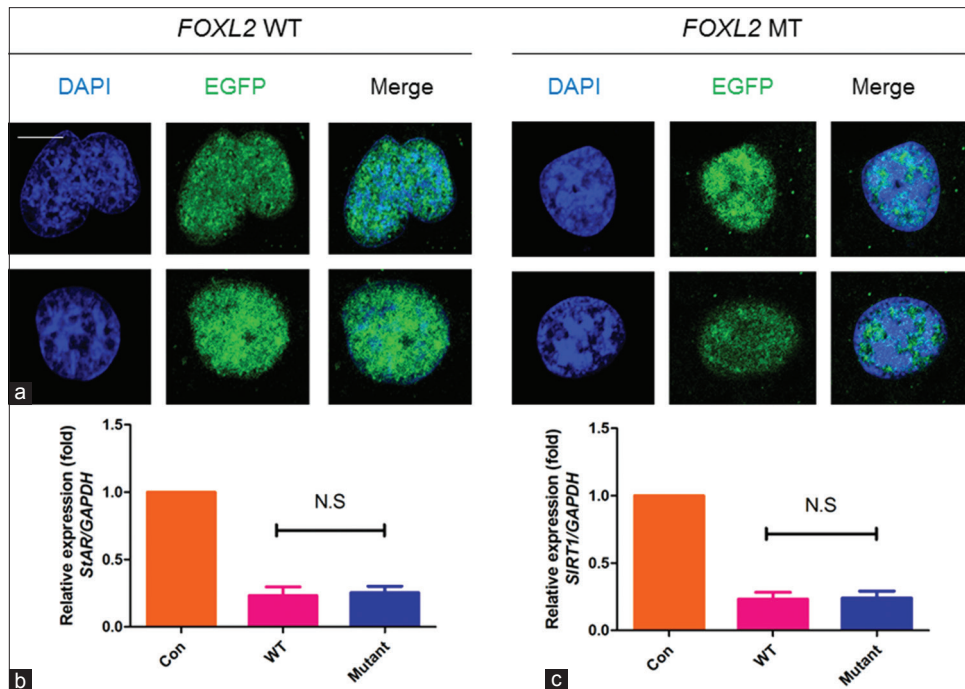 FOXL2 WT
FOXL2 MT
DAPI EGFP Merge
DAPI EGFP Merge
a
Relative expression (fold)
StAR/GAPDH
1.5
1.0
0.5
0.0
N.S
Con WT Mutant
b
Relative expression (fold)
SIRT1/GAPDH
1.5
1.0
0.5
0.0
N.S
Con WT Mutant
c